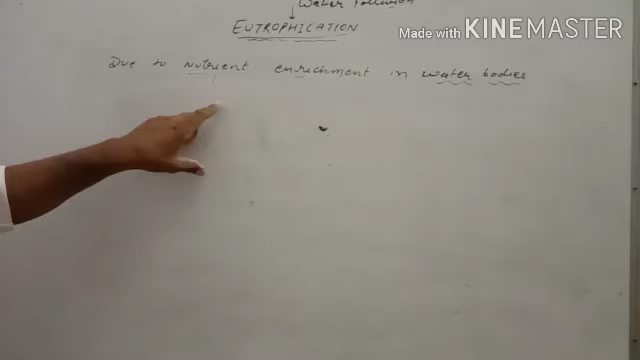 Water Pollution
EUTROPHICATION
Made with KINEMASTER
Due to Nutrient enrichment in water bodies